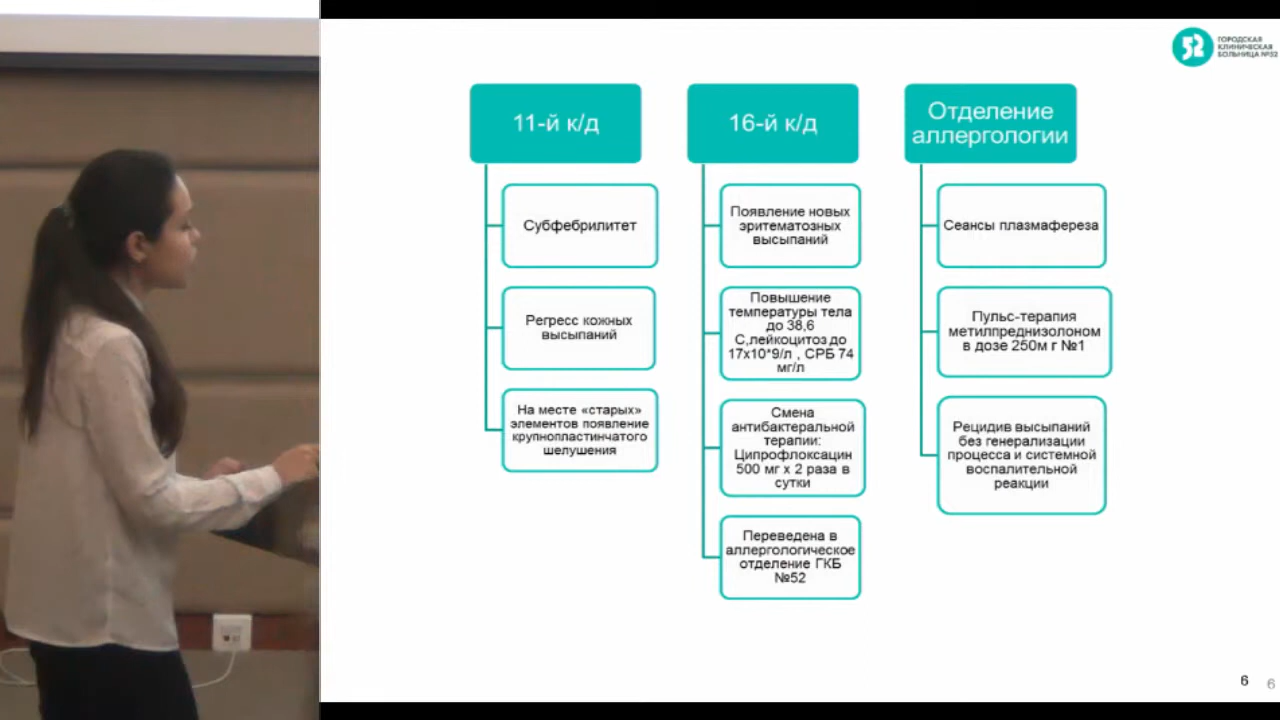 52
ГОРОДСКАЯ
КЛИНИЧЕСКАЯ
БОЛЬНИЦА №52
11-й к/д
Субфебрилитет
Регресс кожных
высыпаний
На месте «старых»
элементов появление
крупнопластинчатого
шелушения
16-й к/д
Появление новых
эритематозных
высыпаний
Повышение
температуры тела
до 38,6
С,лейкоцитоз до
17х10*9/л , СРБ 74
мг/л
Смена
антибактеральной
терапии:
Ципрофлоксацин
500 мг х 2 раза в
сутки
Переведена в
аллергологическое
отделение ГКБ
№52
Отделение
аллергологии
Сеансы плазмафереза
Пульс-терапия
метилпреднизолоном
в дозе 250м г №1
Рецидив высыпаний
без генерализации
процесса и системной
воспалительной
реакции
6
6